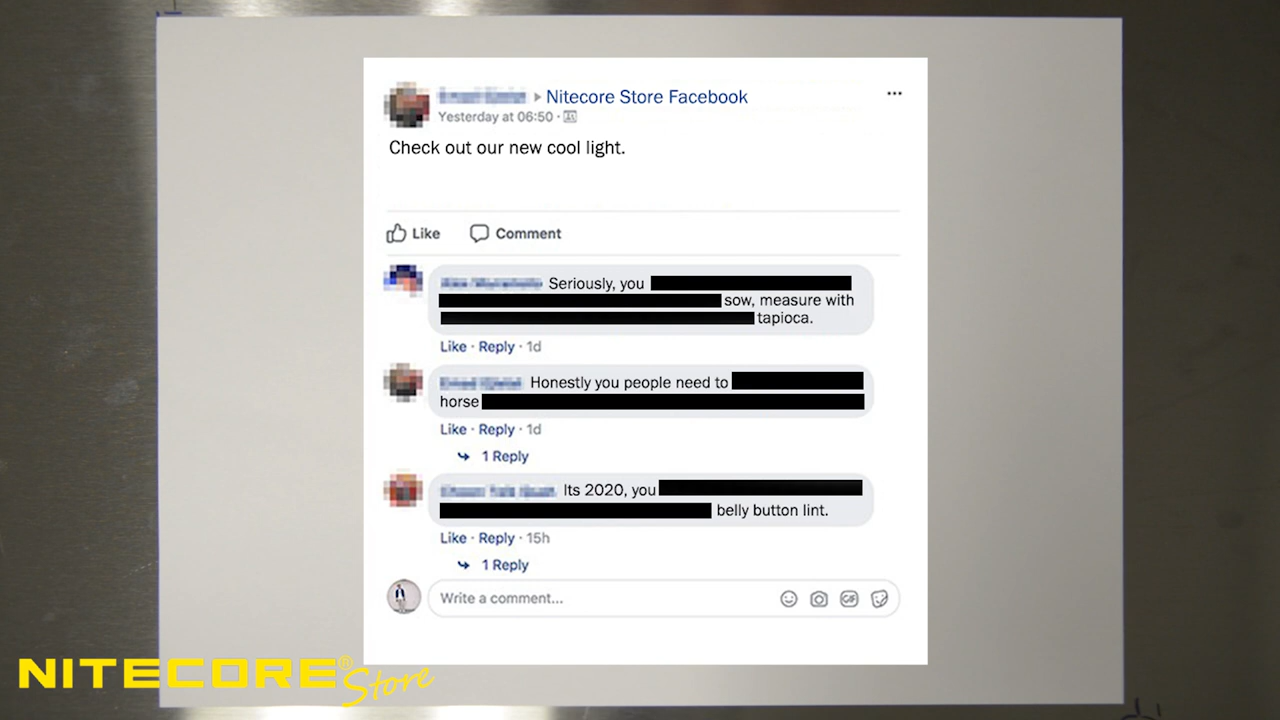 Nitecore Store Facebook
Yesterday at 06:50 ·
Check out our new cool light.
Like Comment
Seriously, you
sow, measure with
tapioca.
Like · Reply · 1d
Honestly you people need to
horse
Like · Reply · 1d
1 Reply
Its 2020, you
belly button lint.
Like · Reply · 15h
1 Reply
Write a comment... GIF
NITECORE® Store